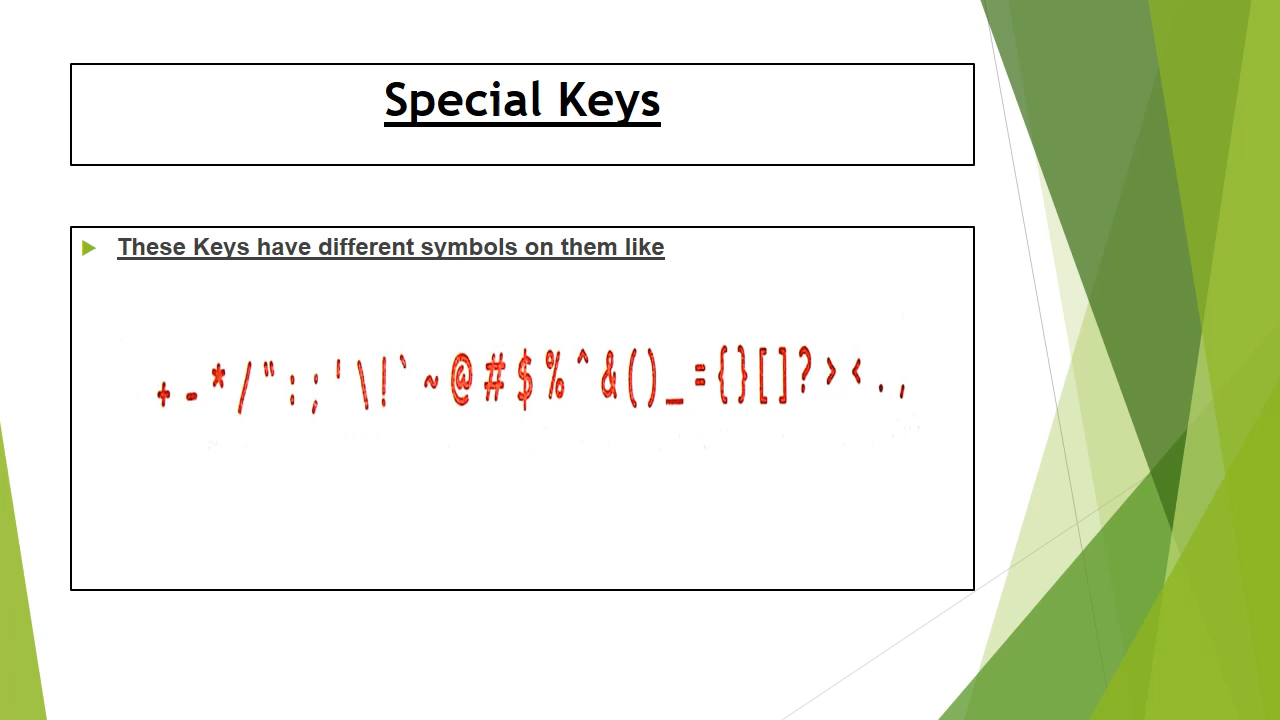 Special Keys
These Keys have different symbols on them like
+ - * / " : ; ' \ ! ` ~ @ # $ % ^ & ( ) _ = { } [ ] ? > < . ,